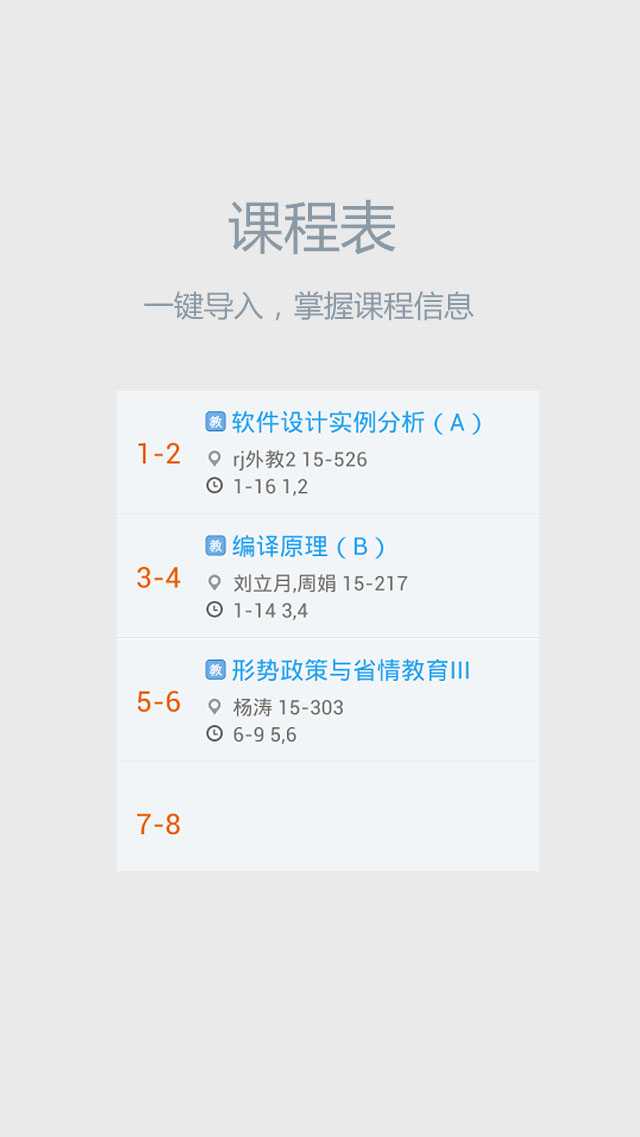 课程表
一键导入，掌握课程信息
1-2
教 软件设计实例分析（A）
rj外教2 15-526
1-16 1,2
3-4
教 编译原理（B）
刘立月,周娟 15-217
1-14 3,4
5-6
教 形势政策与省情教育III
杨涛 15-303
6-9 5,6
7-8